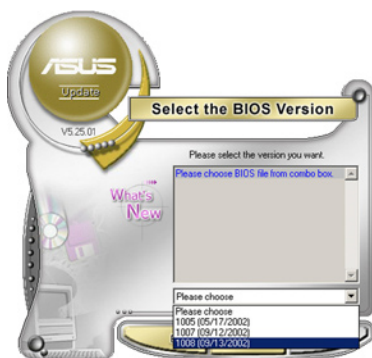 ASUS
Update
V5.25.01
Select the BIOS Version
Please select the version you want.
Please choose BIOS file from combo box.
What's
New
Please choose
Please choose
1005 (05/17/2002)
1007 (09/12/2002)
1008 (09/13/2002)